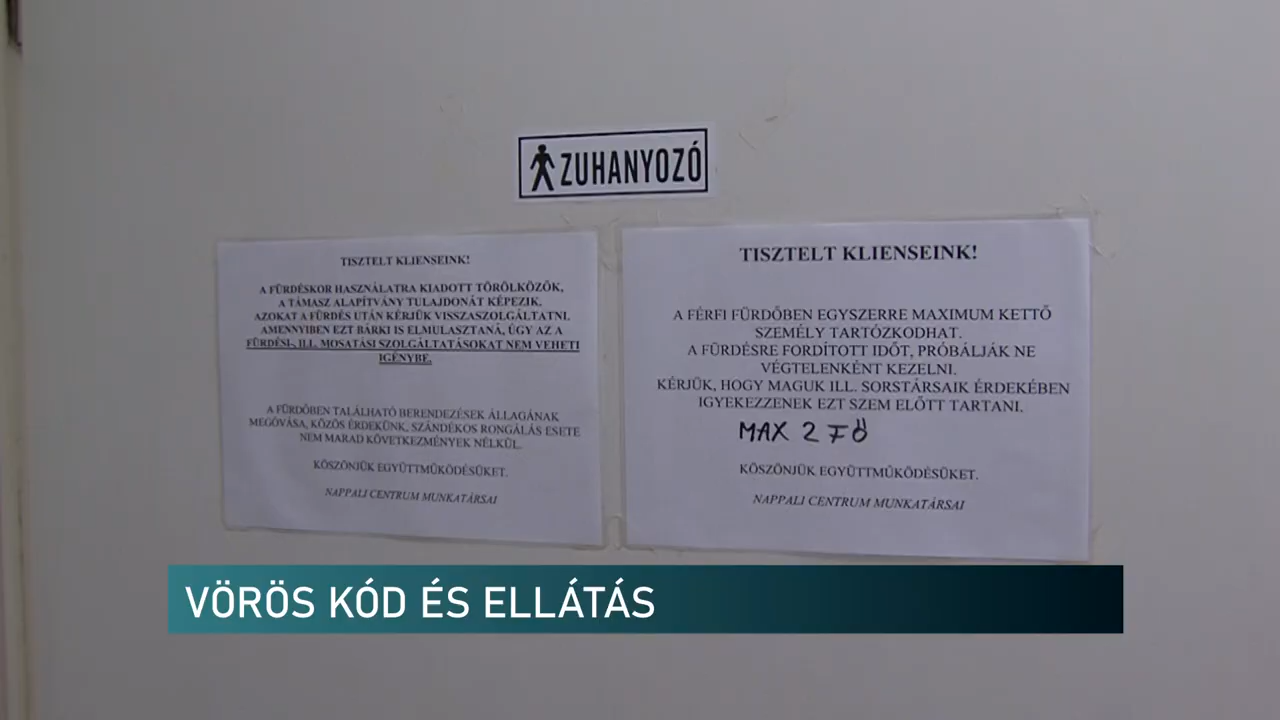 ZUHANYOZÓ
TISZTELT KLIENSEINK!
A FÜRDÉSKOR HASZNÁLATRA KIADOTT TÖRÖLKÖZŐK,
A TÁMASZ ALAPÍTVÁNY TULAJDONÁT KÉPEZIK.
AZOKAT A FÜRDÉS UTÁN KÉRJÜK VISSZASZOLGÁLTATNI.
AMENNYIBEN EZT BÁRKI IS ELMULASZTANÁ, ÚGY AZ A
FÜRDÉSI-, ILL. MOSATÁSI SZOLGÁLTATÁSOKAT NEM VEHETI
IGÉNYBE.
A FÜRDŐBEN TALÁLHATÓ BERENDEZÉSEK ÁLLAGÁNAK
MEGÓVÁSA, KÖZÖS ÉRDEKÜNK, SZÁNDÉKOS RONGÁLÁS ESETE
NEM MARAD KÖVETKEZMÉNYEK NÉLKÜL.
KÖSZÖNJÜK EGYÜTTMŰKÖDÉSÜKET.
NAPPALI CENTRUM MUNKATÁRSAI
TISZTELT KLIENSEINK!
A FÉRFI FÜRDŐBEN EGYSZERRE MAXIMUM KETTŐ
SZEMÉLY TARTÓZKODHAT.
A FÜRDÉSRE FORDÍTOTT IDŐT, PRÓBÁLJÁK NE
VÉGTELENKÉNT KEZELNI.
KÉRJÜK, HOGY MAGUK ILL. SORSTÁRSAIK ÉRDEKÉBEN
IGYEKEZZENEK EZT SZEM ELŐTT TARTANI.
MAX 2 FŐ
KÖSZÖNJÜK EGYÜTTMŰKÖDÉSÜKET.
NAPPALI CENTRUM MUNKATÁRSAI
VÖRÖS KÓD ÉS ELLÁTÁS